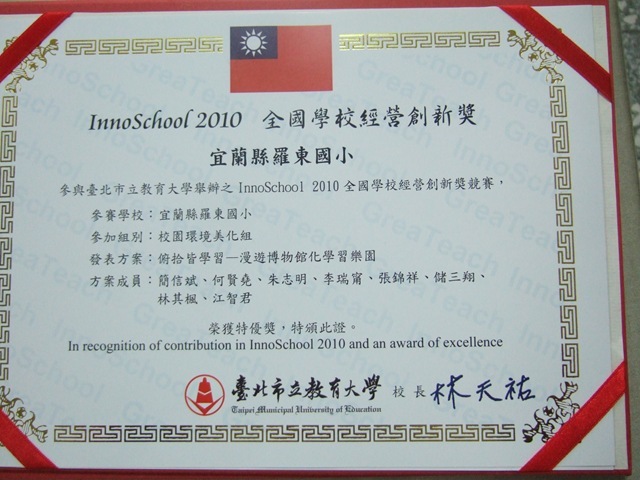 InnoSchool 2010 全國學校經營創新獎
宜蘭縣羅東國小
參與臺北市立教育大學舉辦之 InnoSchool 2010 全國學校經營創新獎競賽，
參賽學校：宜蘭縣羅東國小
參加組別：校園環境美化組
發表方案：俯拾皆學習—漫遊博物館化學習樂園
方案成員：簡信斌、何賢堯、朱志明、李瑞甯、張錦祥、儲三翔、
林其楓、江智君
榮獲特優獎，特頒此證。
In recognition of contribution in InnoSchool 2010 and an award of excellence
臺北市立教育大學 校長 林天祐
Taipei Municipal University of Education